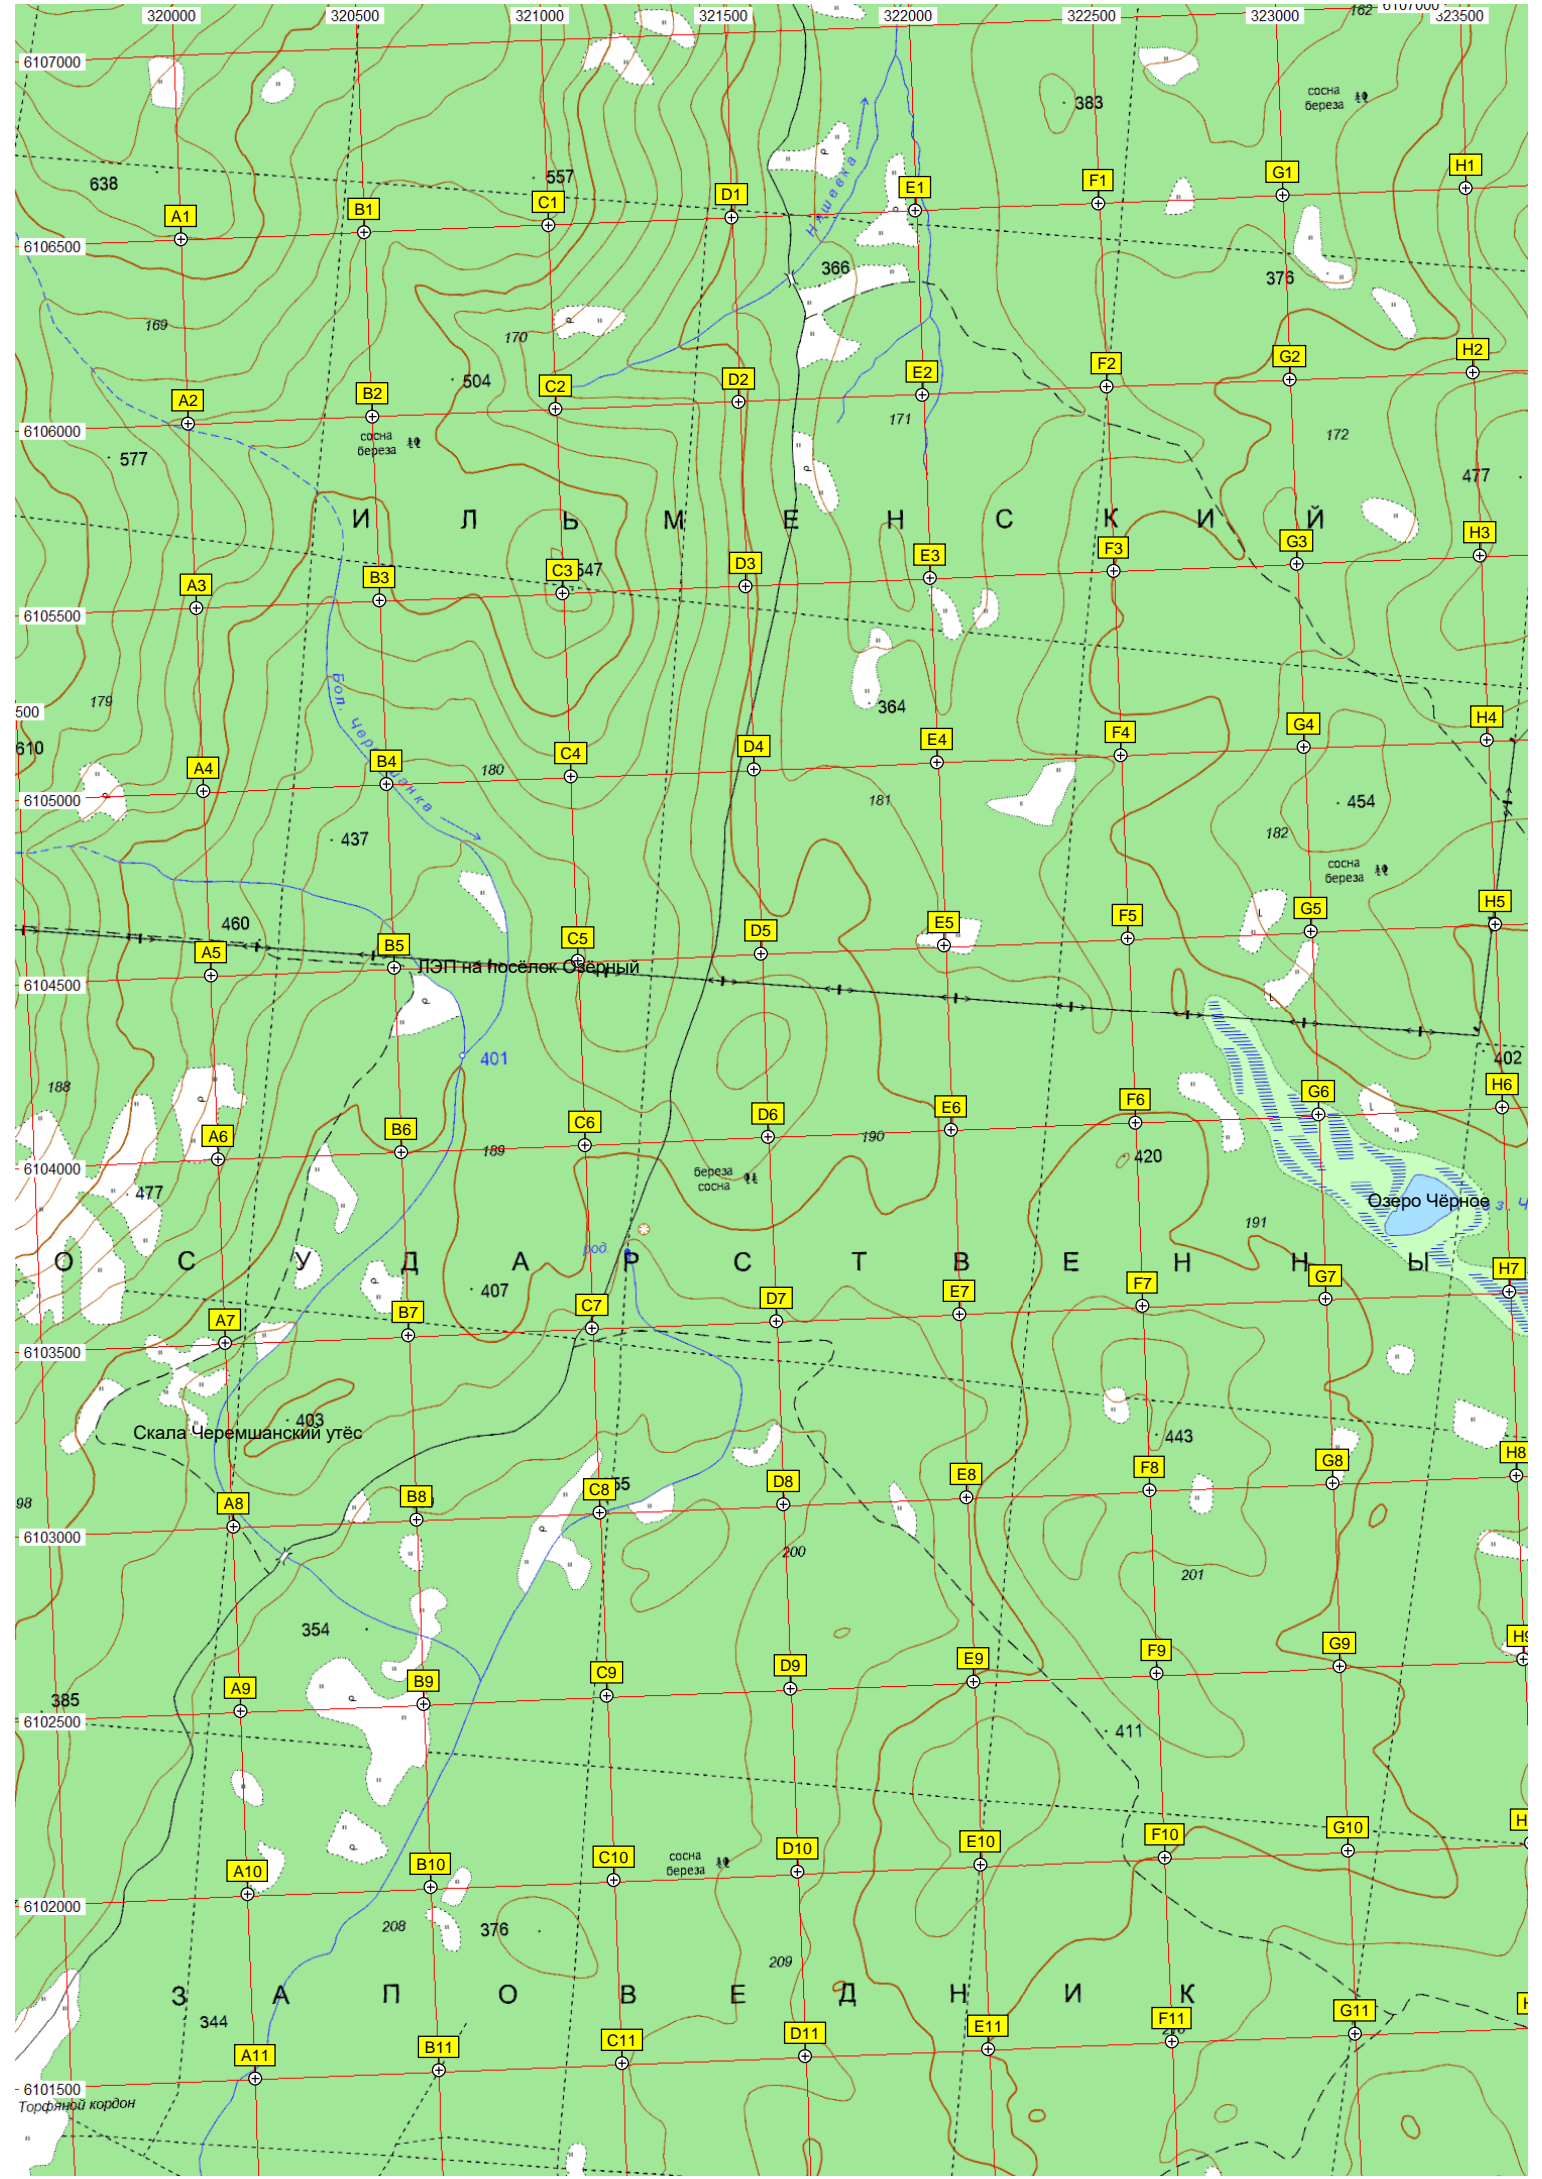 320000 320500 321000 321500 322000 322500 323000 323500
6107000
162
6107000
383
сосна
береза
638
557
A1 B1 C1 D1 E1 F1 G1 H1
Няшевка
6106500
366
376
169
170
504
A2 B2 C2 D2 E2 F2 G2 H2
171
172
6106000
сосна
береза
577
477
И Л Ь М Е Н С К И Й
A3 B3 C3 D3 E3 F3 G3 H3
547
6105500
179
Бол. Черемшанка
364
500
610
A4 B4 C4 D4 E4 F4 G4 H4
180
181
454
6105000
437
182
сосна
береза
460
A5 B5 C5 D5 E5 F5 G5 H5
ЛЭП на посёлок Озёрный
6104500
401
402
188
A6 B6 C6 D6 E6 F6 G6 H6
189
190
420
6104000
береза
сосна
477
Озеро Чёрное
191
род.
О С У Д А Р С Т В Е Н Н Ы
407
A7 B7 C7 D7 E7 F7 G7 H7
6103500
403
Скала Черемшанский утёс
443
A8 B8 C8 D8 E8 F8 G8 H8
98
6103000
200
201
354
A9 B9 C9 D9 E9 F9 G9 H9
385
6102500
411
A10 B10 C10 D10 E10 F10 G10
сосна
береза
6102000
208
376
209
З А П О В Е Д Н И К
344
A11 B11 C11 D11 E11 F11 G11
6101500
Торфяной кордон